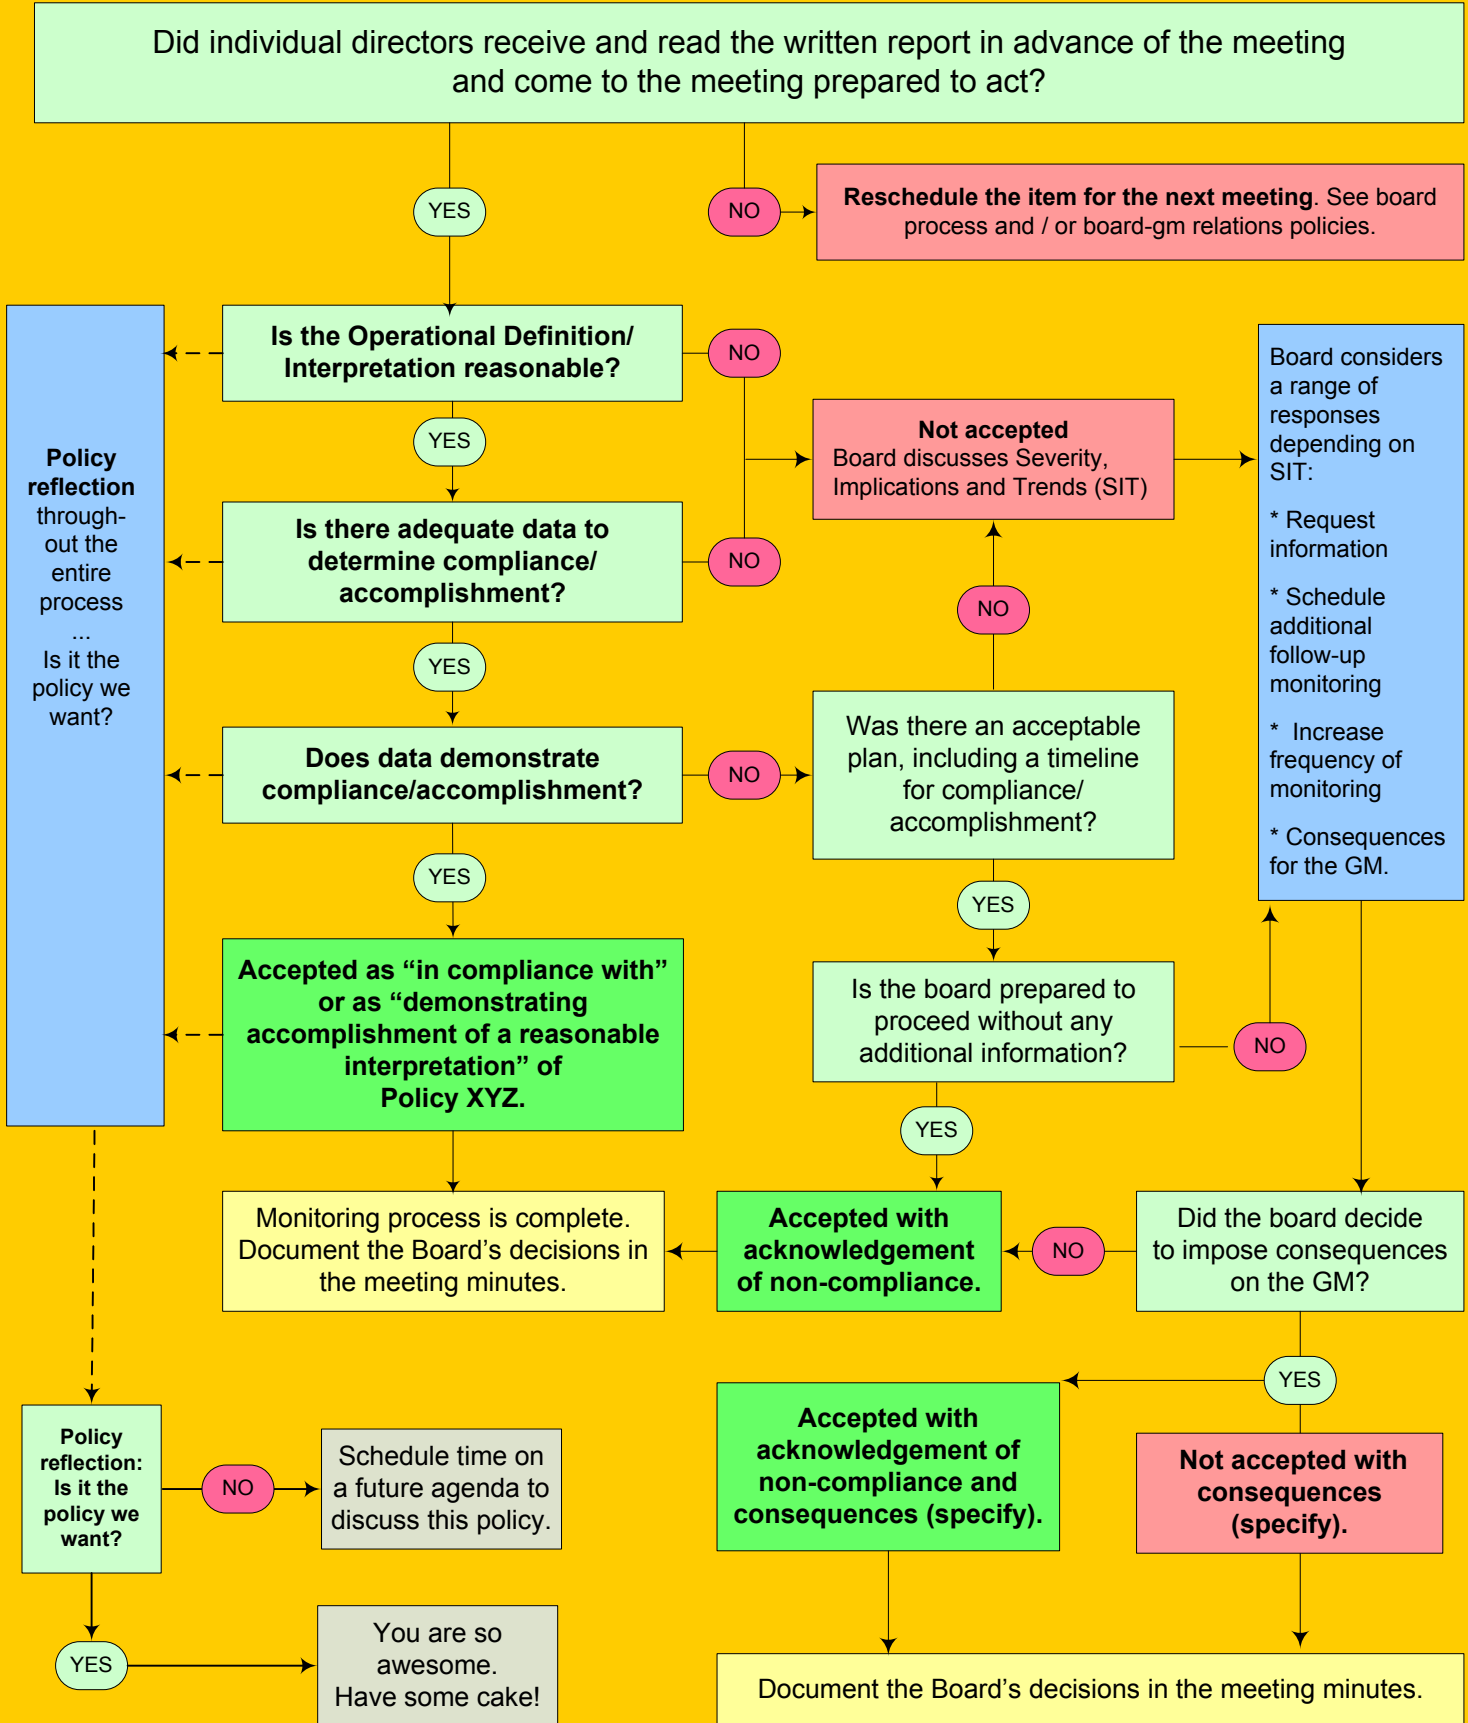 Did individual directors receive and read the written report in advance of the meeting
and come to the meeting prepared to act?
YES
NO
Reschedule the item for the next meeting. See board
process and / or board-gm relations policies.
Policy
reflection
through-
out the
entire
process
...
Is it the
policy we
want?
Is the Operational Definition/
Interpretation reasonable?
NO
YES
Is there adequate data to
determine compliance/
accomplishment?
NO
YES
Not accepted
Board discusses Severity,
Implications and Trends (SIT)
NO
Board considers
a range of
responses
depending on
SIT:
* Request
information
* Schedule
additional
follow-up
monitoring
* Increase
frequency of
monitoring
* Consequences
for the GM.
Does data demonstrate
compliance/accomplishment?
NO
Was there an acceptable
plan, including a timeline
for compliance/
accomplishment?
YES
YES
Accepted as “in compliance with”
or as “demonstrating
accomplishment of a reasonable
interpretation” of
Policy XYZ.
Is the board prepared to
proceed without any
additional information?
NO
YES
Monitoring process is complete.
Document the Board’s decisions in
the meeting minutes.
Accepted with
acknowledgement
of non-compliance.
NO
Did the board decide
to impose consequences
on the GM?
YES
Accepted with
acknowledgement of
non-compliance and
consequences (specify).
Not accepted with
consequences
(specify).
Policy
reflection:
Is it the
policy we
want?
NO
Schedule time on
a future agenda to
discuss this policy.
YES
You are so
awesome.
Have some cake!
Document the Board’s decisions in the meeting minutes.